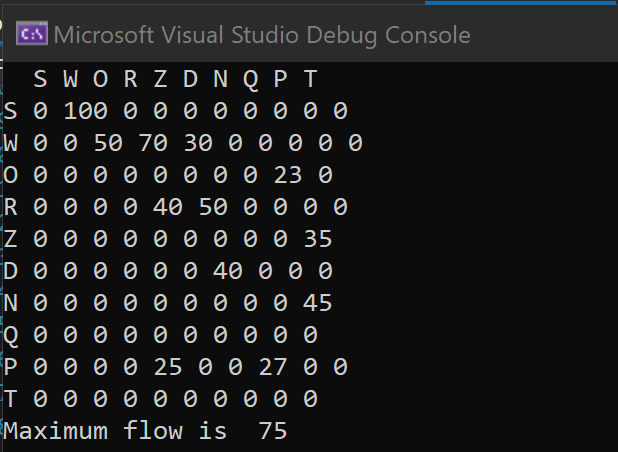 C:\ Microsoft Visual Studio Debug Console
S W O R Z D N Q P T
S 0 100 0 0 0 0 0 0 0 0
W 0 0 50 70 30 0 0 0 0 0
O 0 0 0 0 0 0 0 0 23 0
R 0 0 0 0 40 50 0 0 0 0
Z 0 0 0 0 0 0 0 0 0 35
D 0 0 0 0 0 0 40 0 0 0
N 0 0 0 0 0 0 0 0 0 45
Q 0 0 0 0 0 0 0 0 0 0
P 0 0 0 0 25 0 0 27 0 0
T 0 0 0 0 0 0 0 0 0 0
Maximum flow is  75